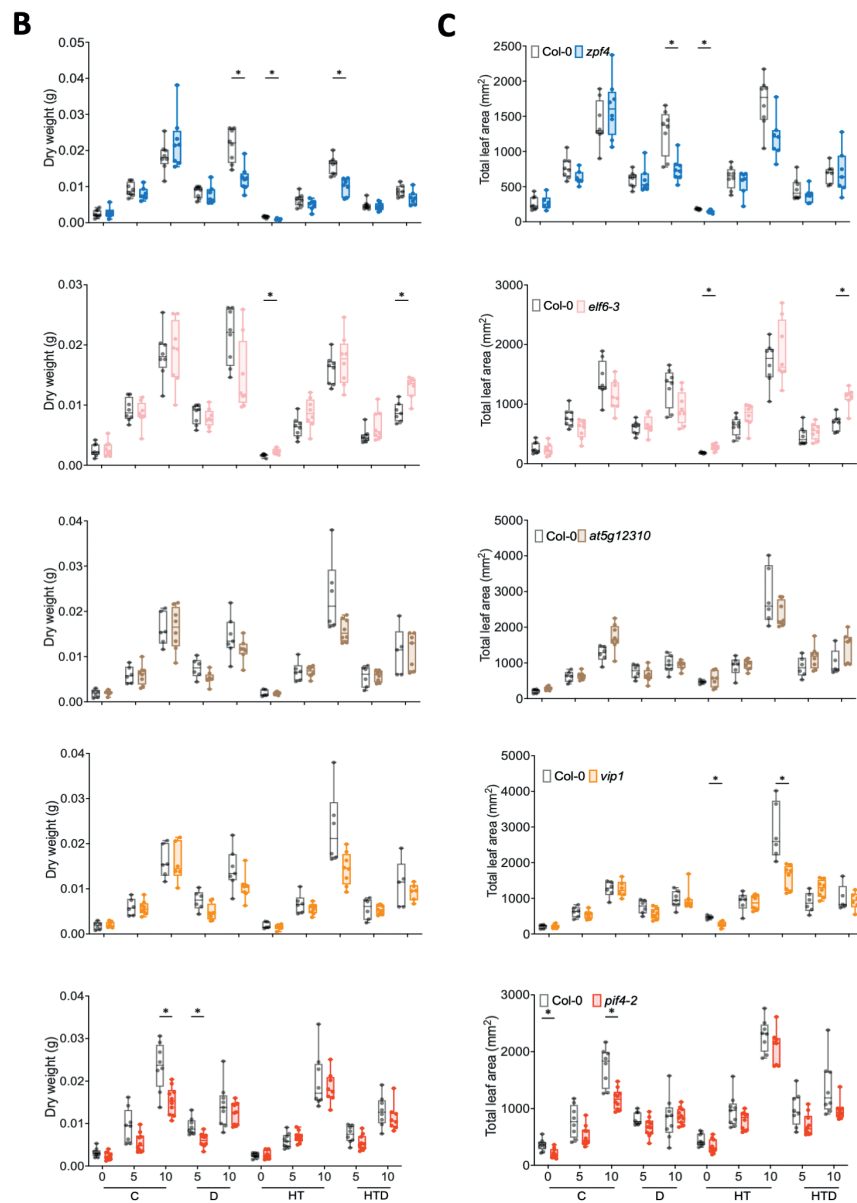 B
Dry weight (g)
0.05
0.04
0.03
0.02
0.01
0.00
* * *
C
Total leaf area (mm²)
2500
2000
1500
1000
500
0
Col-0 zpf4
* *
Dry weight (g)
0.03
0.02
0.01
0.00
* *
Total leaf area (mm²)
3000
2000
1000
0
Col-0 elf6-3
* *
Dry weight (g)
0.04
0.03
0.02
0.01
0.00
Total leaf area (mm²)
5000
4000
3000
2000
1000
0
Col-0 at5g12310
Dry weight (g)
0.04
0.03
0.02
0.01
0.00
Total leaf area (mm²)
5000
4000
3000
2000
1000
0
Col-0 vip1
* *
Dry weight (g)
0.04
0.03
0.02
0.01
0.00
* *
0 5 10 5 10 0 5 10 5 10
C D HT HTD
Total leaf area (mm²)
3000
2000
1000
0
Col-0 pif4-2
* *
0 5 10 5 10 0 5 10 5 10
C D HT HTD